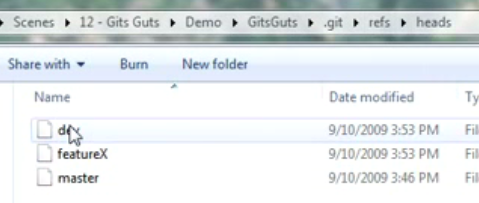 Scenes 12 - Gits Guts Demo GitsGuts .git refs heads
Share with Burn New folder
Name Date modified
9/10/2009 3:53 PM
featureX 9/10/2009 3:53 PM
master 9/10/2009 3:46 PM